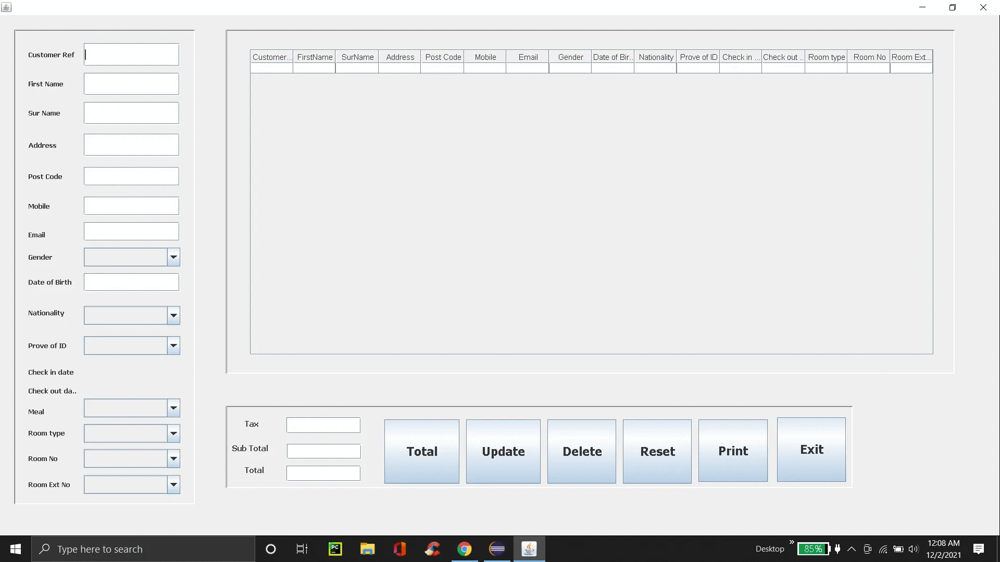 Customer Ref
First Name
Sur Name
Address
Post Code
Mobile
Email
Gender
Date of Birth
Nationality
Prove of ID
Check in date
Check out da..
Meal
Room type
Room No
Room Ext No
Customer... FirstName SurName Address Post Code Mobile Email Gender Date of Bir.. Nationality Prove of ID Check in ... Check out .. Room type Room No Room Ext...
Tax
Sub Total
Total
Total Update Delete Reset Print Exit
Type here to search
PC
Desktop »
85%
12:08 AM
12/2/2021